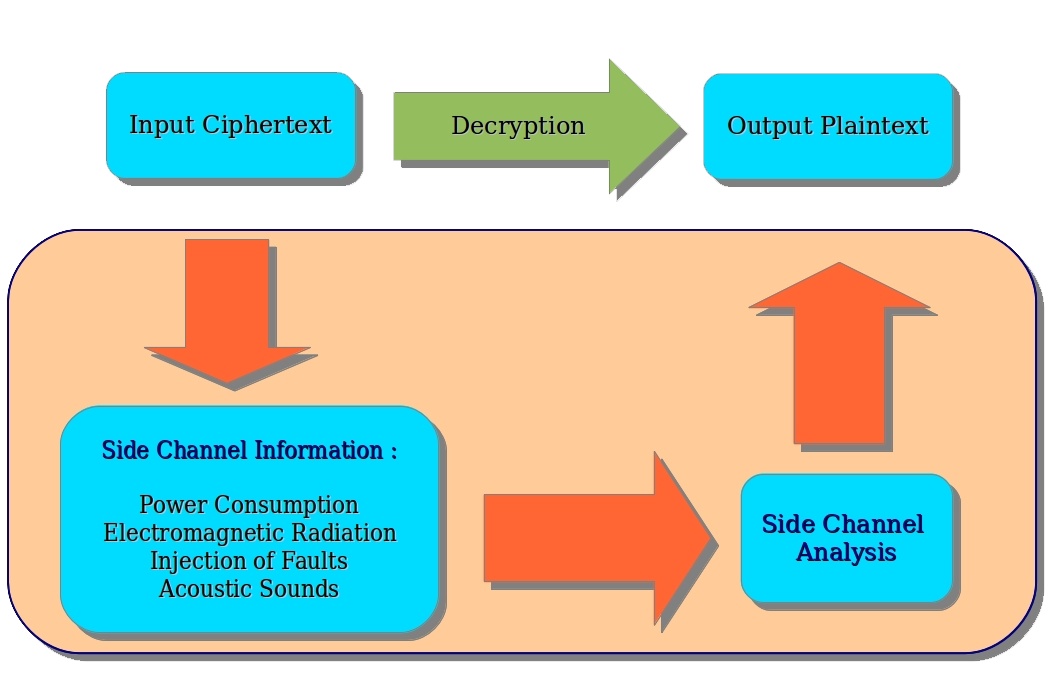 Input Ciphertext
Decryption
Output Plaintext
Side Channel Information :
Power Consumption
Electromagnetic Radiation
Injection of Faults
Acoustic Sounds
Side Channel
Analysis